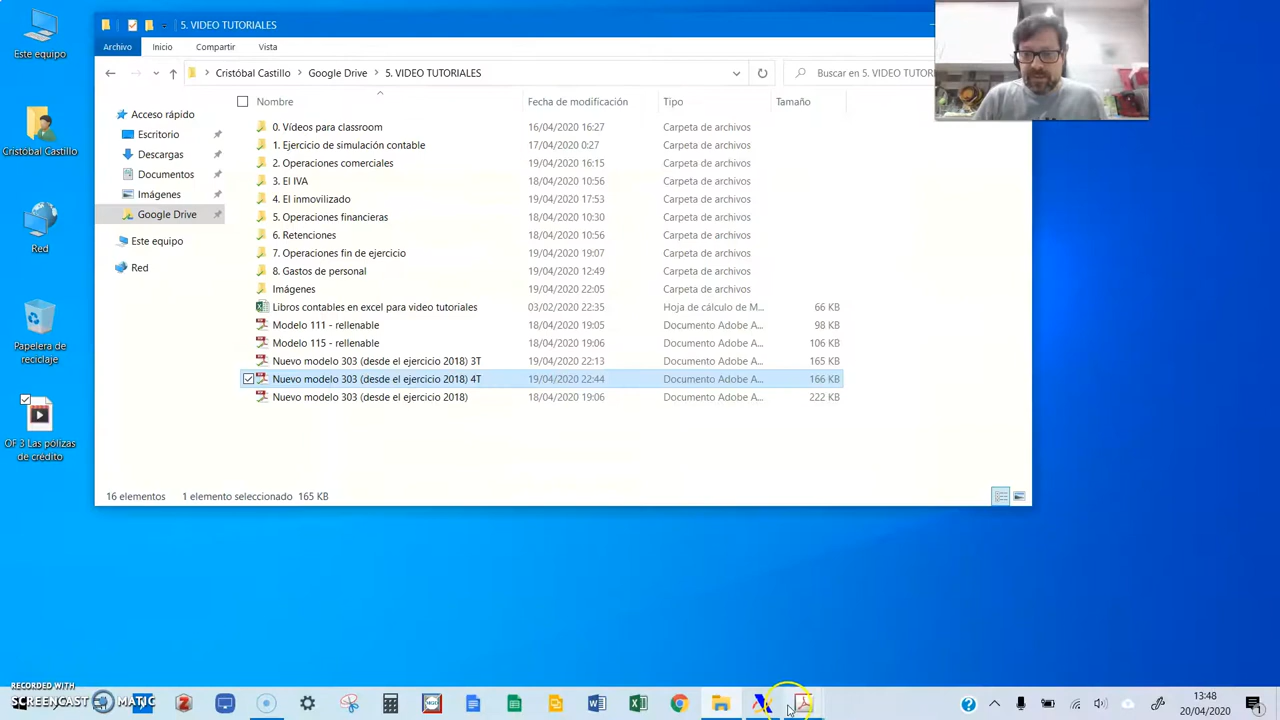 Este equipo
Cristóbal Castillo
Red
Papelera de
reciclaje
OF 3 Las pólizas
de crédito
5. VIDEO TUTORIALES
Archivo Inicio Compartir Vista
Cristóbal Castillo Google Drive 5. VIDEO TUTORIALES
Buscar en 5. VIDEO TUTORI
Acceso rápido
Escritorio
Descargas
Documentos
Imágenes
Google Drive
Este equipo
Red
Nombre Fecha de modificación Tipo Tamaño
0. Vídeos para classroom 16/04/2020 16:27 Carpeta de archivos
1. Ejercicio de simulación contable 17/04/2020 0:27 Carpeta de archivos
2. Operaciones comerciales 19/04/2020 16:15 Carpeta de archivos
3. El IVA 18/04/2020 10:56 Carpeta de archivos
4. El inmovilizado 19/04/2020 17:53 Carpeta de archivos
5. Operaciones financieras 18/04/2020 10:30 Carpeta de archivos
6. Retenciones 18/04/2020 10:56 Carpeta de archivos
7. Operaciones fin de ejercicio 19/04/2020 19:07 Carpeta de archivos
8. Gastos de personal 19/04/2020 12:49 Carpeta de archivos
Imágenes 19/04/2020 22:05 Carpeta de archivos
Libros contables en excel para video tutoriales 03/02/2020 22:35 Hoja de cálculo de M... 66 KB
Modelo 111 - rellenable 18/04/2020 19:05 Documento Adobe A... 98 KB
Modelo 115 - rellenable 18/04/2020 19:06 Documento Adobe A... 106 KB
Nuevo modelo 303 (desde el ejercicio 2018) 3T 19/04/2020 22:13 Documento Adobe A... 165 KB
Nuevo modelo 303 (desde el ejercicio 2018) 4T 19/04/2020 22:44 Documento Adobe A... 166 KB
Nuevo modelo 303 (desde el ejercicio 2018) 18/04/2020 19:06 Documento Adobe A... 222 KB
16 elementos 1 elemento seleccionado 165 KB
RECORDED WITH
SCREENCAST MATIC
13:48
20/04/2020